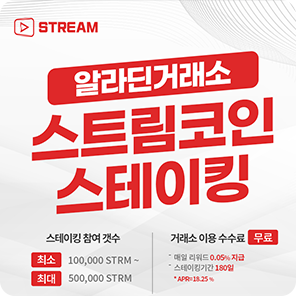 STREAM
알라딘거래소
스트림코인
스테이킹
스테이킹 참여 갯수
최소 100,000 STRM ~
최대 500,000 STRM
거래소 이용 수수료 무료
매일 리워드 0.05% 지급
스테이킹기간 180일
* APR=18.25 %